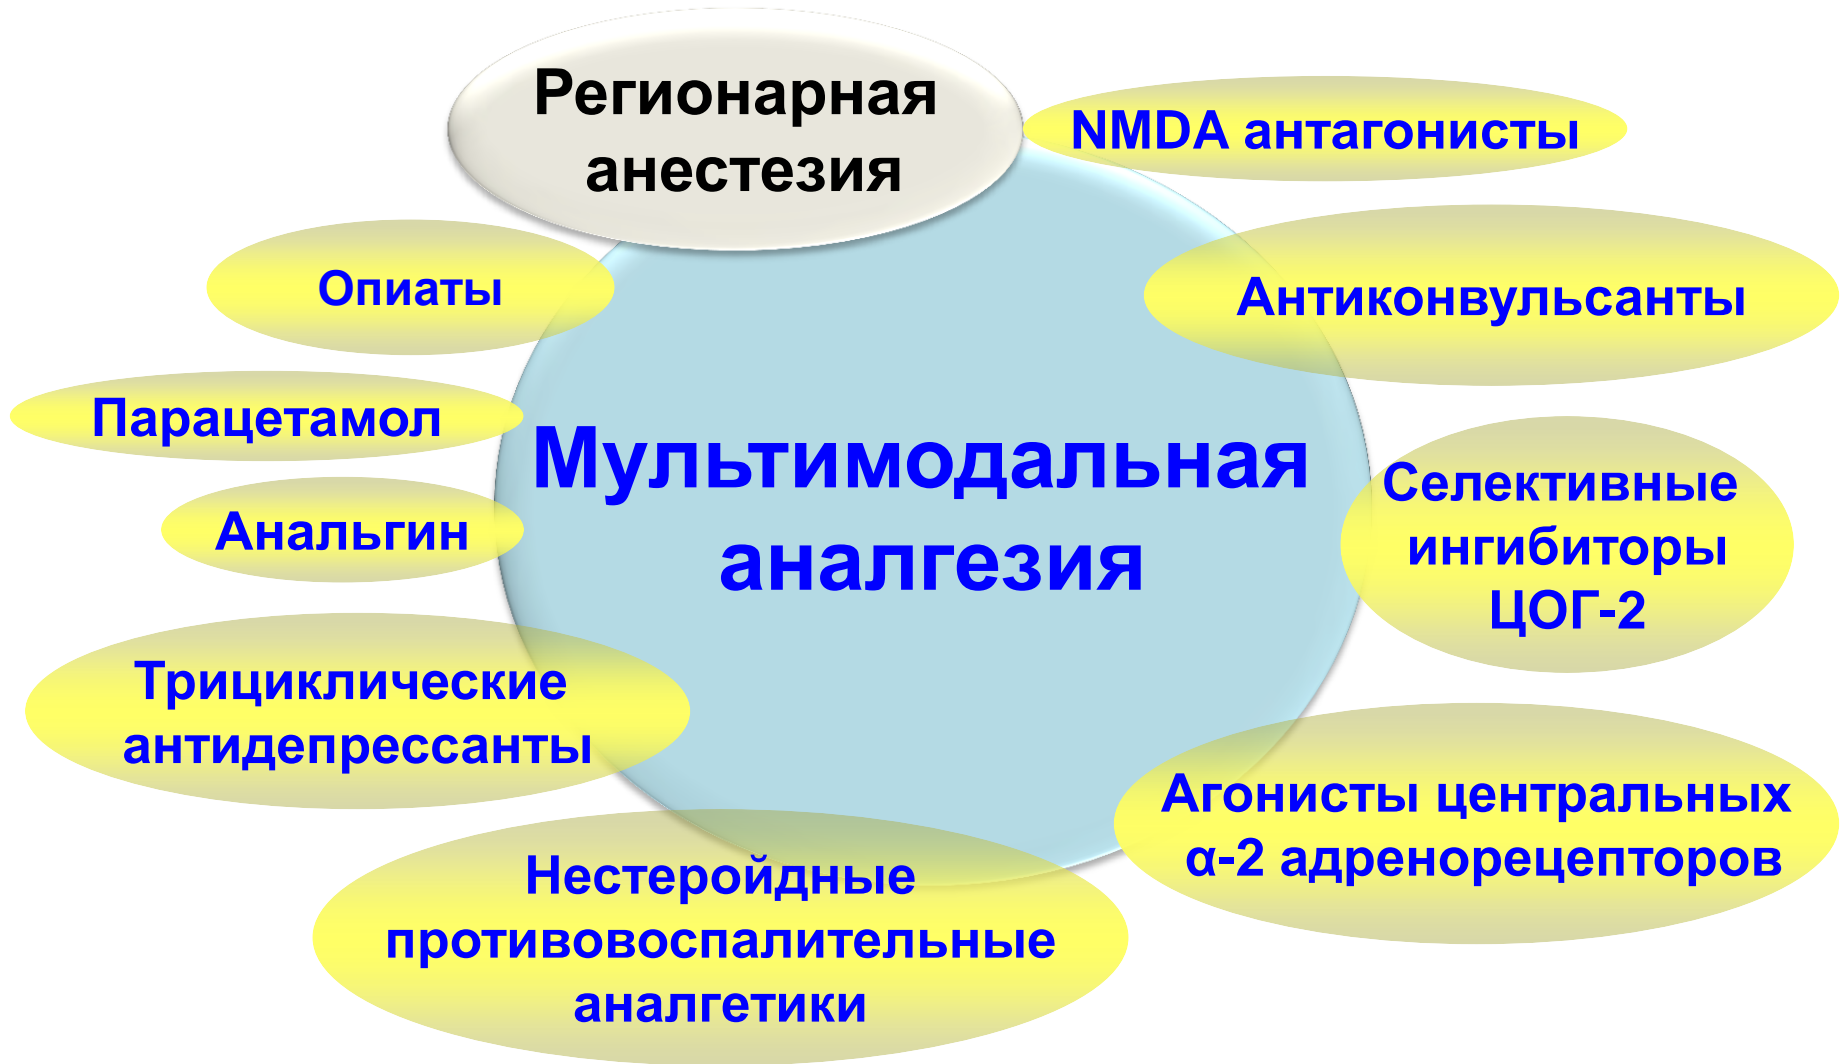 Регионарная
анестезия
NMDA антагонисты
Опиаты
Антиконвульсанты
Парацетамол
Мультимодальная
аналгезия
Анальгин
Селективные
ингибиторы
ЦОГ-2
Трициклические
антидепрессанты
Агонисты центральных
α-2 адренорецепторов
Нестеройдные
противовоспалительные
аналгетики